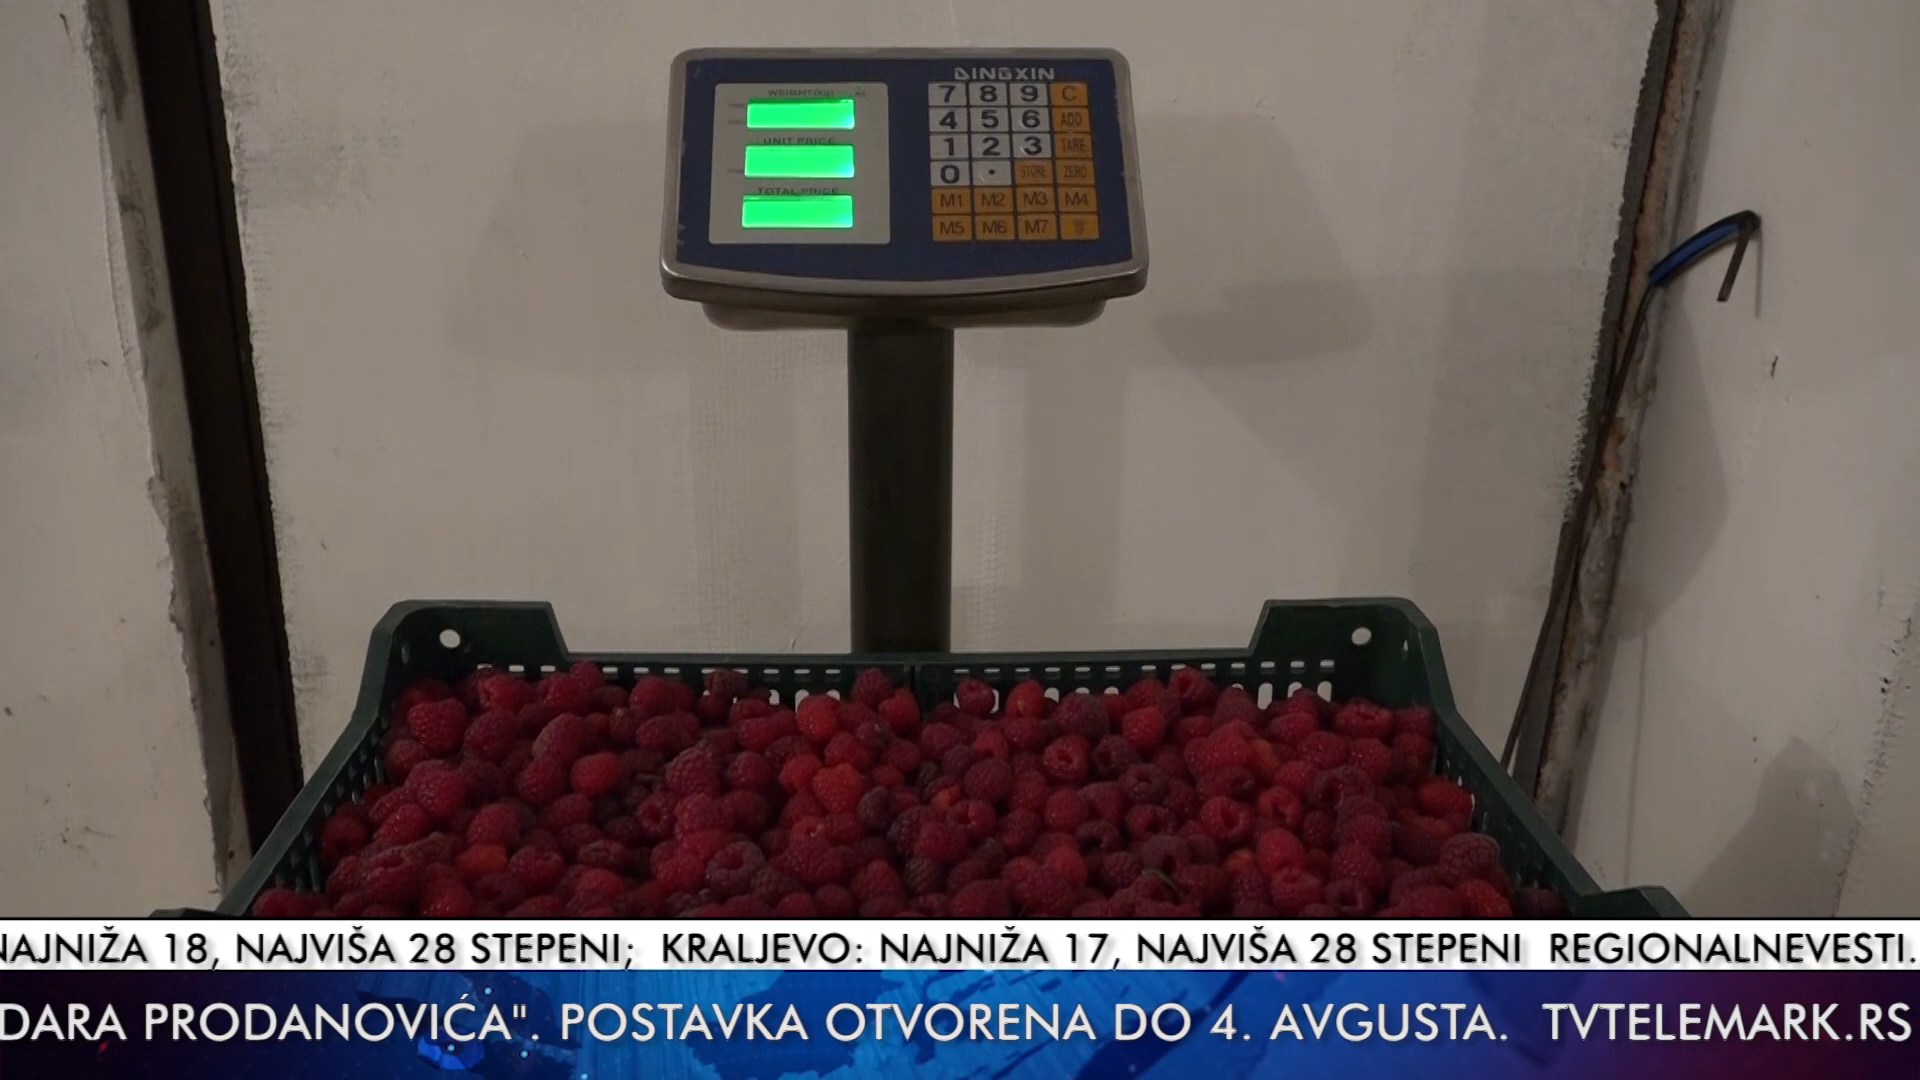 DINGXIN
WEIGHT(kg)
UNIT PRICE
TOTAL PRICE
7 8 9 C
4 5 6 ADD
1 2 3 TARE
0 . STORE ZERO
M1 M2 M3 M4
M5 M6 M7
NAJNIŽA 18, NAJVIŠA 28 STEPENI; KRALJEVO: NAJNIŽA 17, NAJVIŠA 28 STEPENI REGIONALNEVESTI.
DARA PRODANOVIĆA". POSTAVKA OTVORENA DO 4. AVGUSTA. TVTELEMARK.RS